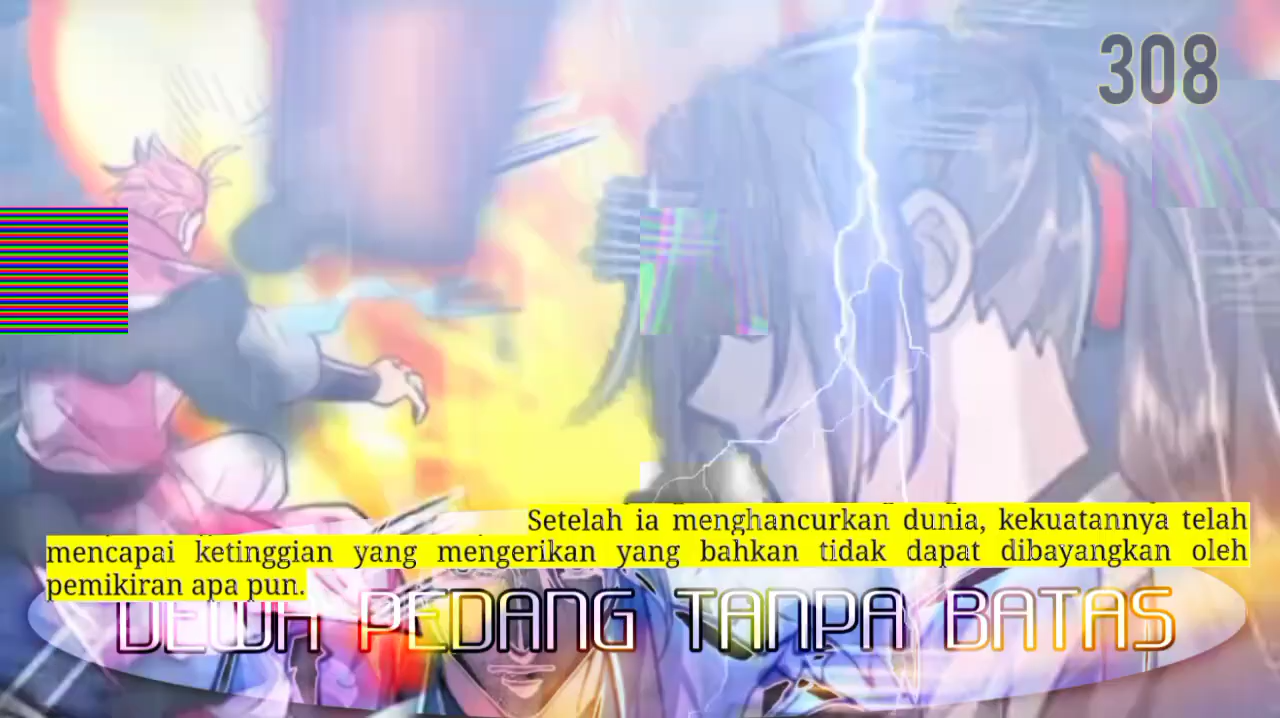 308
Setelah ia menghancurkan dunia, kekuatannya telah
mencapai ketinggian yang mengerikan yang bahkan tidak dapat dibayangkan oleh
pemikiran apa pun.
DEWA PEDANG TANPA BATAS